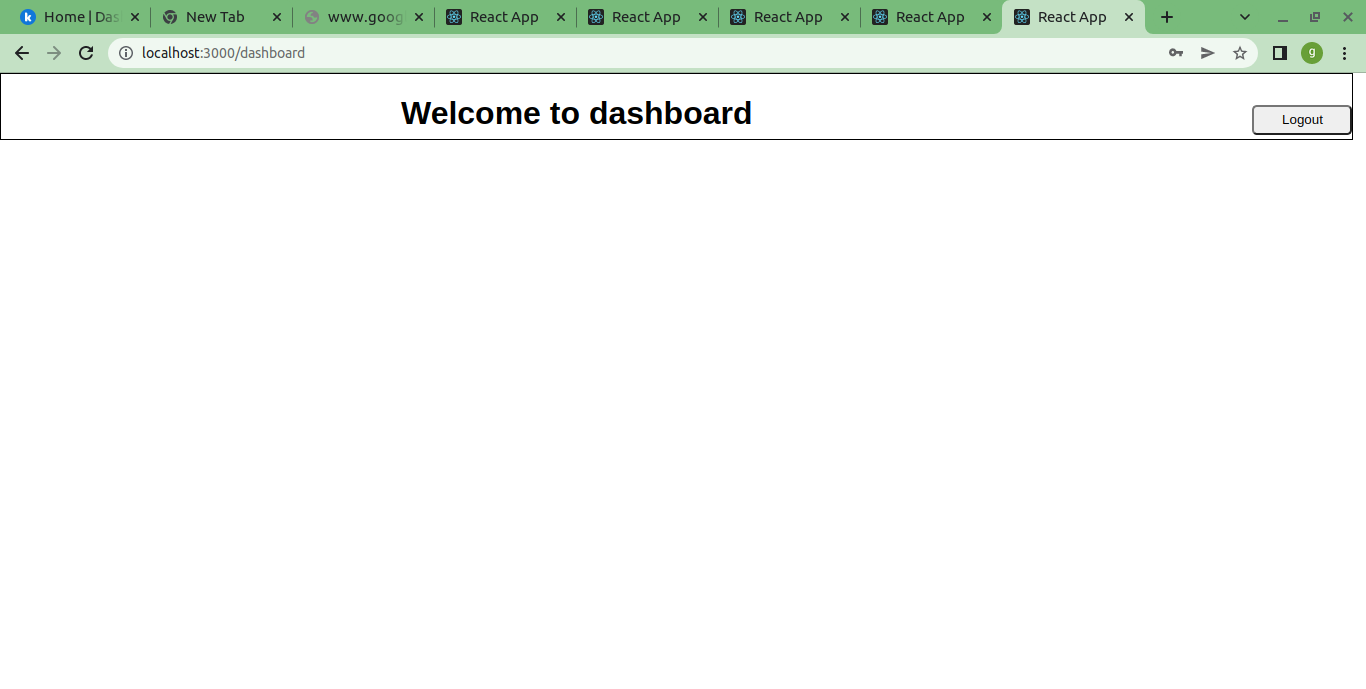 Home | Das
New Tab
www.goog
React App
React App
React App
React App
React App
localhost:3000/dashboard
g
Welcome to dashboard
Logout